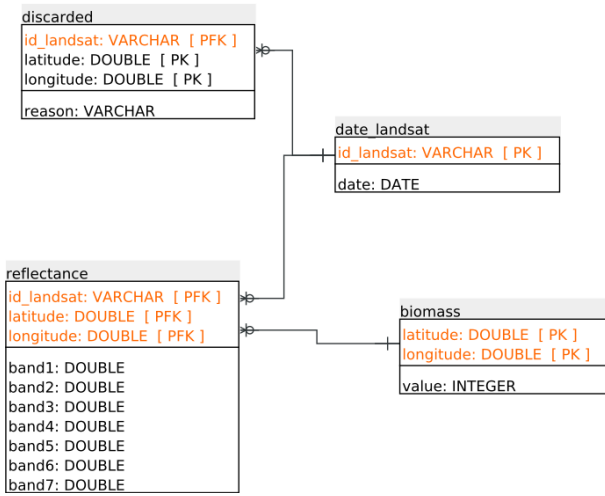 discarded
id_landsat: VARCHAR [ PFK ]
latitude: DOUBLE [ PK ]
longitude: DOUBLE [ PK ]
reason: VARCHAR
date_landsat
id_landsat: VARCHAR [ PK ]
date: DATE
reflectance
id_landsat: VARCHAR [ PFK ]
latitude: DOUBLE [ PFK ]
longitude: DOUBLE [ PFK ]
band1: DOUBLE
band2: DOUBLE
band3: DOUBLE
band4: DOUBLE
band5: DOUBLE
band6: DOUBLE
band7: DOUBLE
biomass
latitude: DOUBLE [ PK ]
longitude: DOUBLE [ PK ]
value: INTEGER